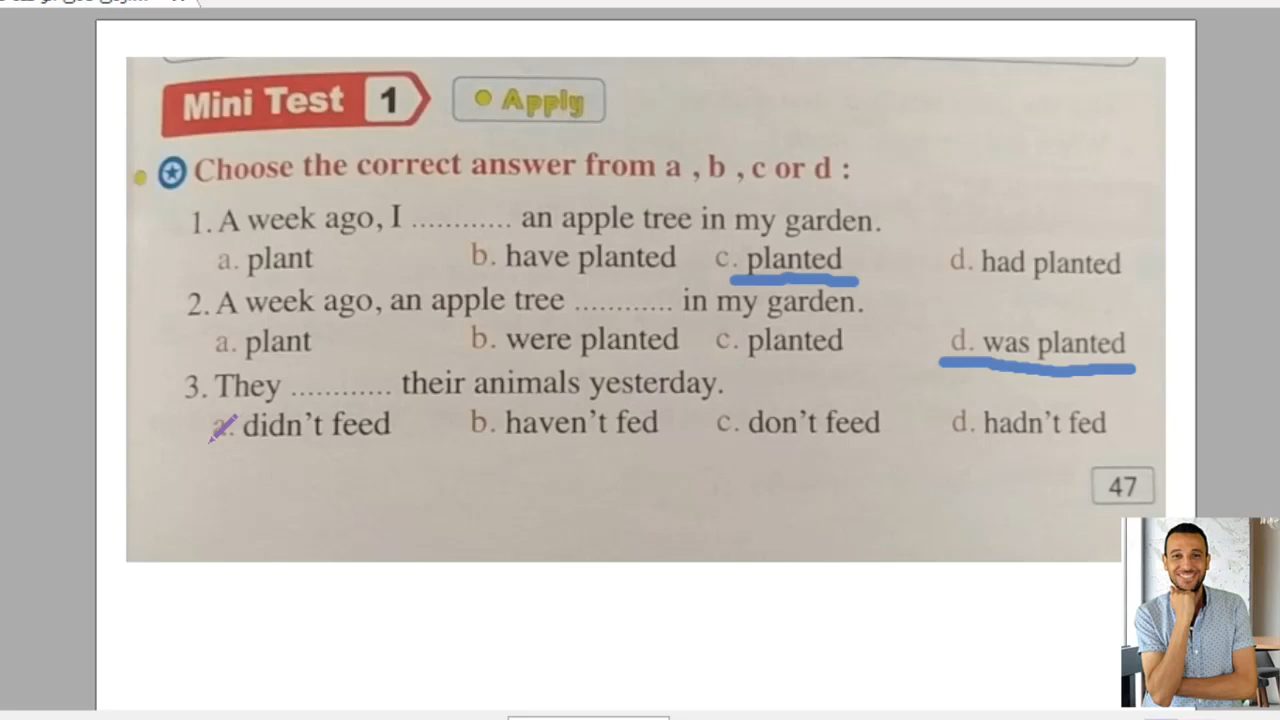 Mini Test 1 Apply
Choose the correct answer from a , b , c or d :
1. A week ago, I ............ an apple tree in my garden.
a. plant b. have planted c. planted d. had planted
2. A week ago, an apple tree ............ in my garden.
a. plant b. were planted c. planted d. was planted
3. They ............ their animals yesterday.
a. didn't feed b. haven't fed c. don't feed d. hadn't fed
47